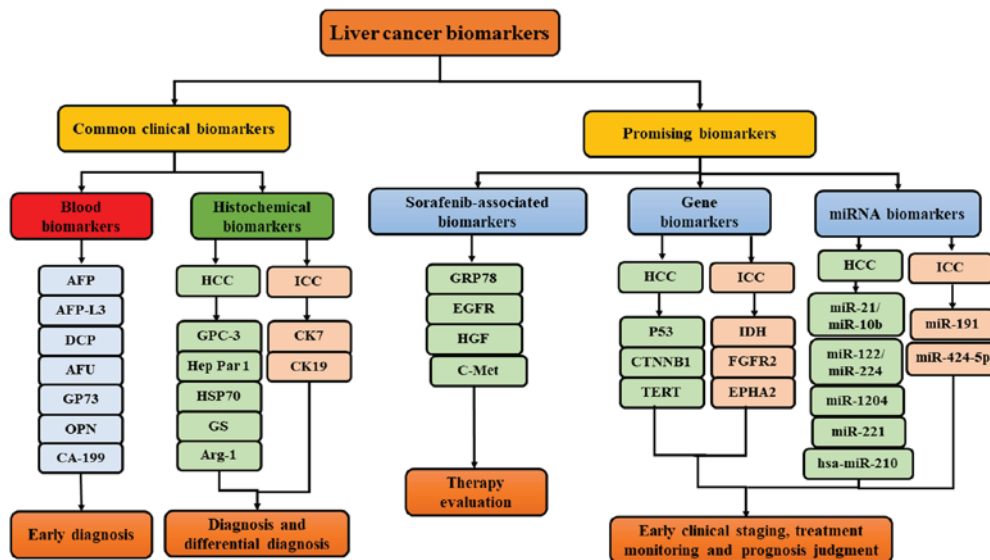 Liver cancer biomarkers
Common clinical biomarkers
Promising biomarkers
Blood
biomarkers
Histochemical
biomarkers
Sorafenib-associated
biomarkers
Gene
biomarkers
miRNA biomarkers
AFP
AFP-L3
DCP
AFU
GP73
OPN
CA-199
HCC
GPC-3
Hep Par 1
HSP70
GS
Arg-1
ICC
CK7
CK19
GRP78
EGFR
HGF
C-Met
HCC
P53
CTNNB1
TERT
ICC
IDH
FGFR2
EPHA2
HCC
miR-21/
miR-10b
miR-122/
miR-224
miR-1204
miR-221
hsa-miR-210
ICC
miR-191
miR-424-5p
Early diagnosis
Diagnosis and
differential diagnosis
Therapy
evaluation
Early clinical staging, treatment
monitoring and prognosis judgment